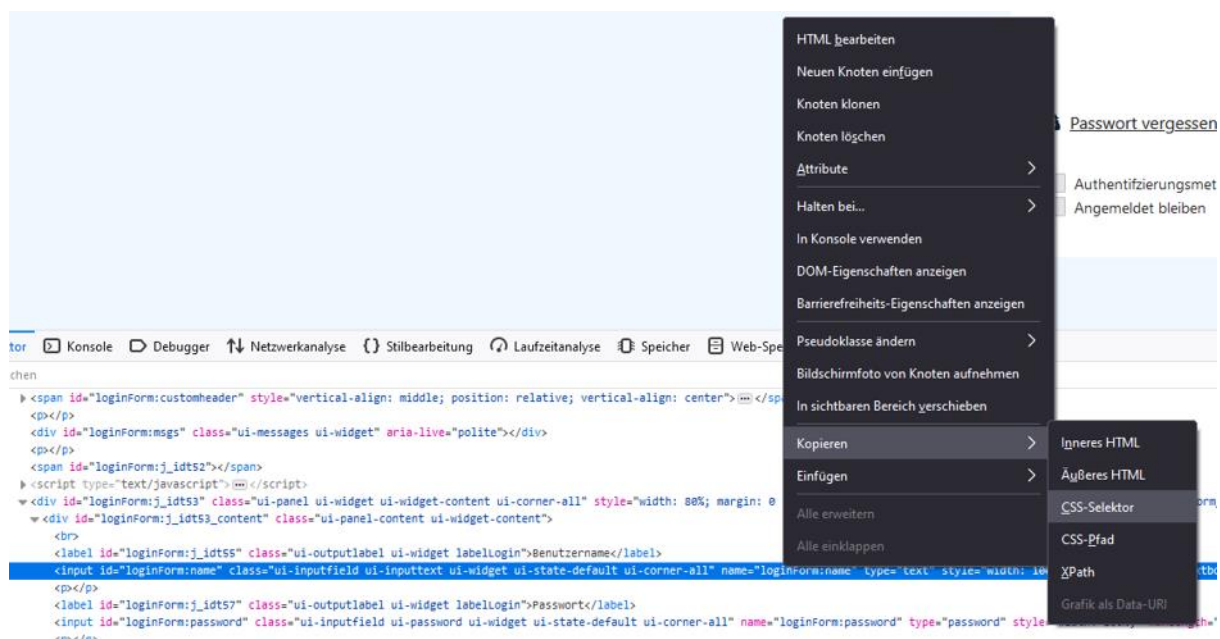 HTML bearbeiten
Neuen Knoten einfügen
Knoten klonen
Knoten löschen
Attribute
Halten bei...
In Konsole verwenden
DOM-Eigenschaften anzeigen
Barrierefreiheits-Eigenschaften anzeigen
Pseudoklasse ändern
Bildschirmfoto von Knoten aufnehmen
In sichtbaren Bereich verschieben
Kopieren
Einfügen
Alle erweitern
Alle einklappen
Inneres HTML
Äußeres HTML
CSS-Selektor
CSS-Pfad
XPath
Grafik als Data-URI
Passwort vergessen
Authentifzierungsmet
Angemeldet bleiben
tor Konsole Debugger Netzwerkanalyse {} Stilbearbeitung Laufzeitanalyse Speicher Web-Spe
chen
<span id="loginForm:customheader" style="vertical-align: middle; position: relative; vertical-align: center"></sp
<p></p>
<div id="loginForm:msgs" class="ui-messages ui-widget" aria-live="polite"></div>
<p></p>
<span id="loginForm:j_idt52"></span>
<script type="text/javascript"></script>
<div id="loginForm:j_idt53" class="ui-panel ui-widget ui-widget-content ui-corner-all" style="width: 80%; margin: 0 orm
<div id="loginForm:j_idt53_content" class="ui-panel-content ui-widget-content">
<br>
<label id="loginForm:j_idt55" class="ui-outputlabel ui-widget labelLogin">Benutzername</label>
<input id="loginForm:name" class="ui-inputfield ui-inputtext ui-widget ui-state-default ui-corner-all" name="loginForm:name" type="text" style="width: 10
<p></p>
<label id="loginForm:j_idt57" class="ui-outputlabel ui-widget labelLogin">Passwort</label>
<input id="loginForm:password" class="ui-inputfield ui-password ui-widget ui-state-default ui-corner-all" name="loginForm:password" type="password" style
<p></p>